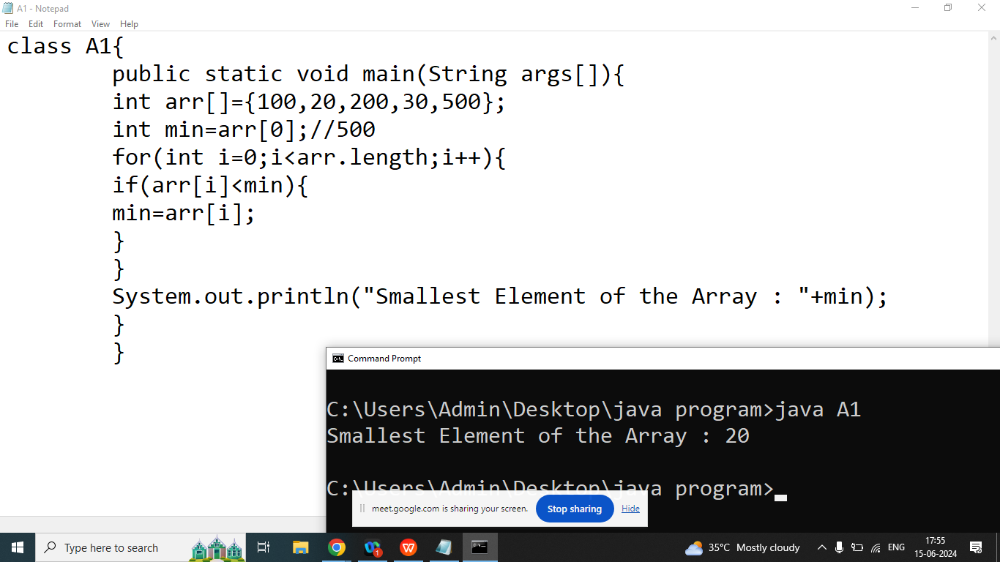 A1 - Notepad
File Edit Format View Help
class A1{
public static void main(String args[]){
int arr[]={100,20,200,30,500};
int min=arr[0];//500
for(int i=0;i<arr.length;i++){
if(arr[i]<min){
min=arr[i];
}
}
System.out.println("Smallest Element of the Array : "+min);
}
}
Command Prompt
C:\Users\Admin\Desktop\java program>java A1
Smallest Element of the Array : 20
C:\Users\Admin\Desktop\java program>
meet.google.com is sharing your screen. Stop sharing Hide
Type here to search
1
35°C Mostly cloudy
ENG
17:55
15-06-2024